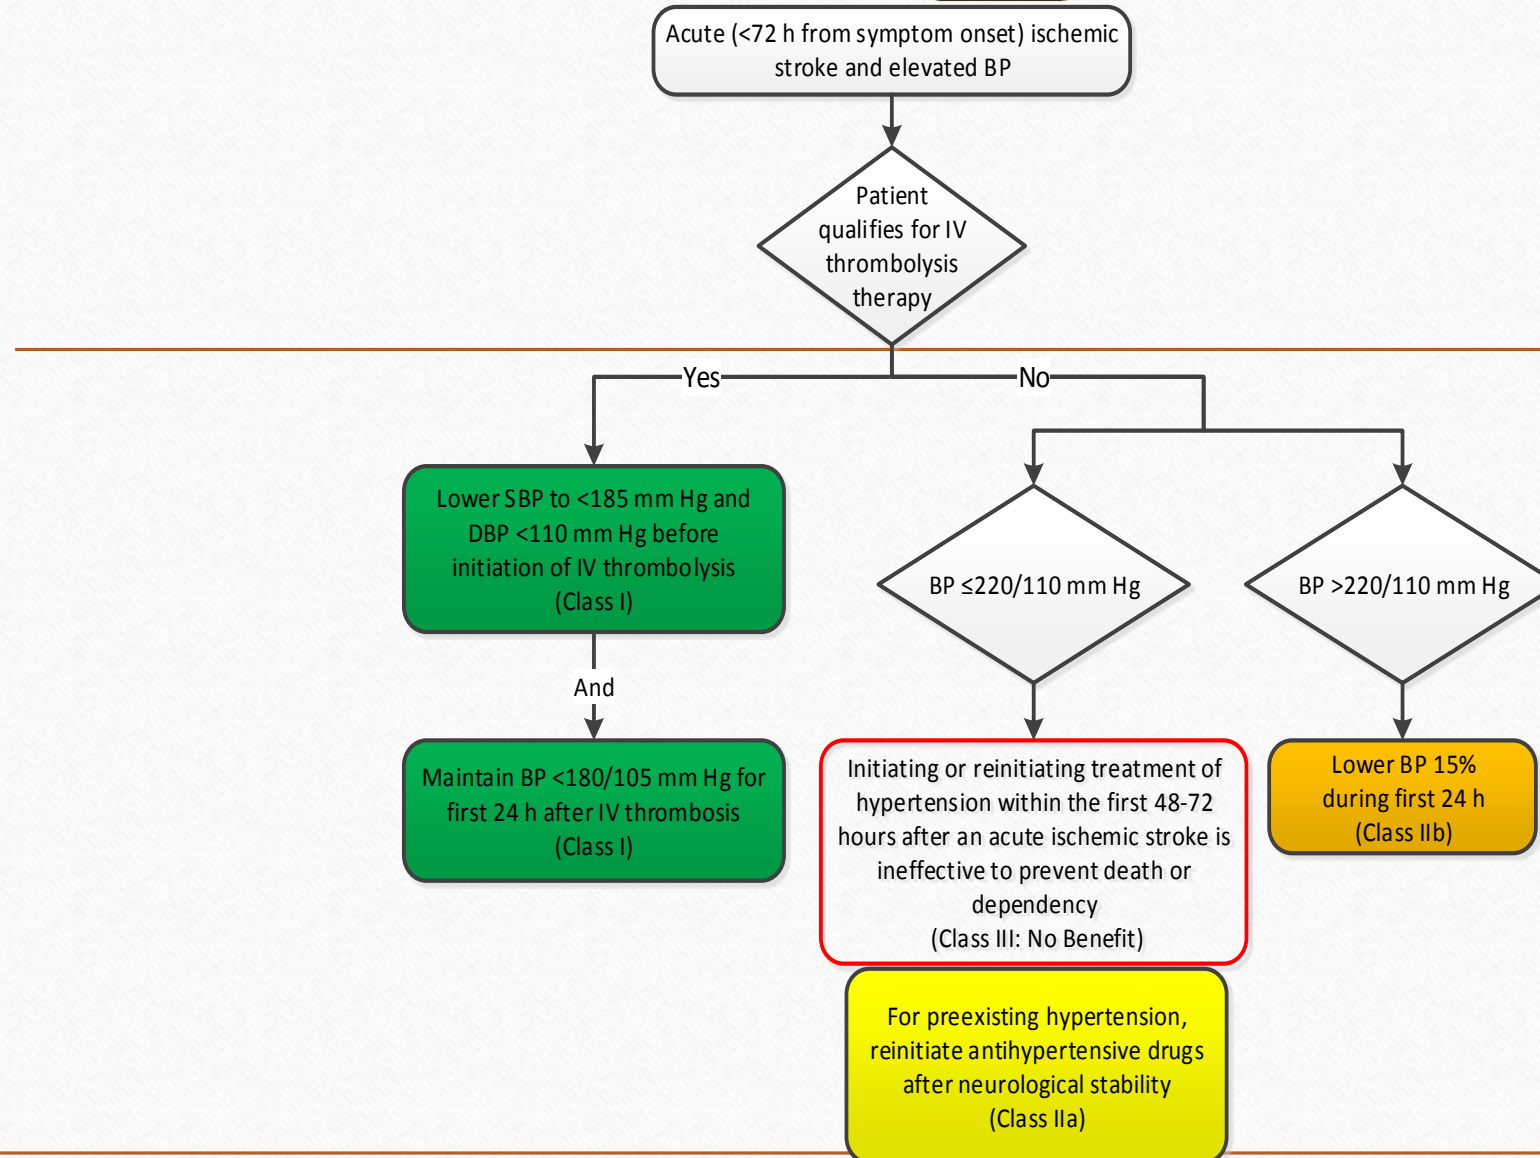 Acute (<72 h from symptom onset) ischemic
stroke and elevated BP
Patient
qualifies for IV
thrombolysis
therapy
Yes
No
Lower SBP to <185 mm Hg and
DBP <110 mm Hg before
initiation of IV thrombolysis
(Class I)
And
Maintain BP <180/105 mm Hg for
first 24 h after IV thrombosis
(Class I)
BP ≤220/110 mm Hg
Initiating or reinitiating treatment of
hypertension within the first 48-72
hours after an acute ischemic stroke is
ineffective to prevent death or
dependency
(Class III: No Benefit)
For preexisting hypertension,
reinitiate antihypertensive drugs
after neurological stability
(Class IIa)
BP >220/110 mm Hg
Lower BP 15%
during first 24 h
(Class IIb)